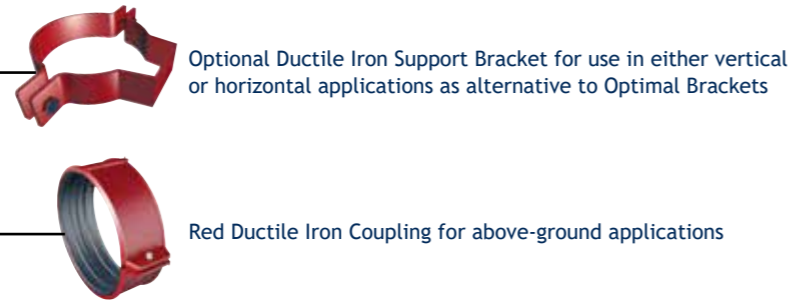 Optional Ductile Iron Support Bracket for use in either vertical
or horizontal applications as alternative to Optimal Brackets
Red Ductile Iron Coupling for above-ground applications